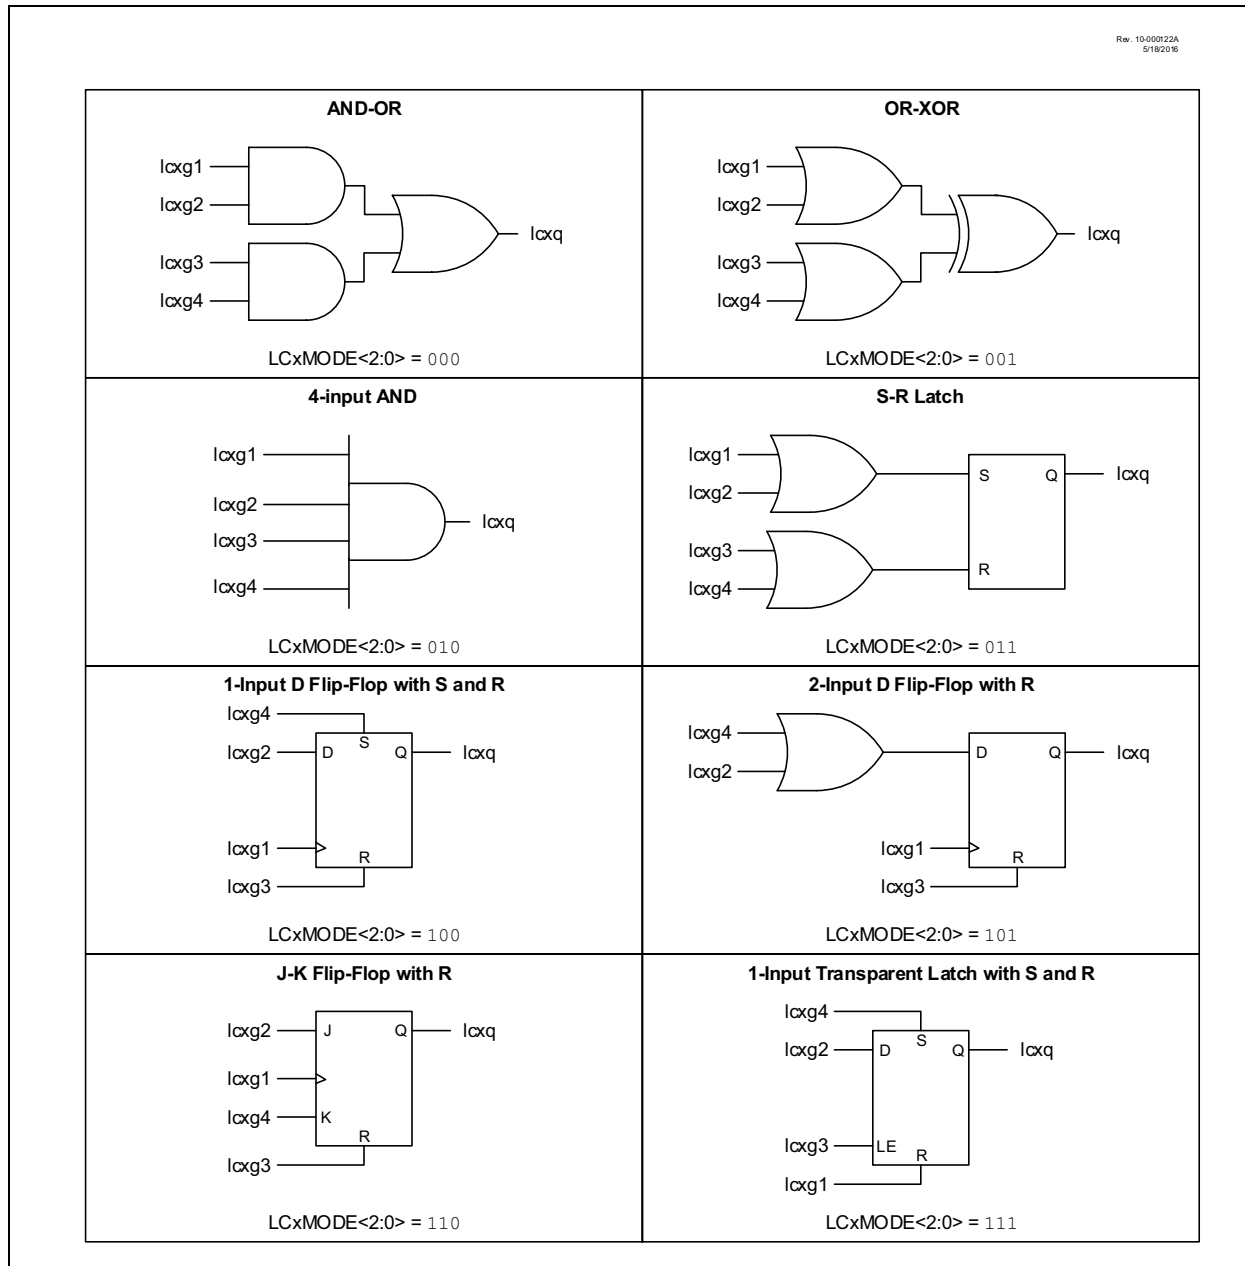 Rev. 10-000122A
5/18/2016
AND-OR
lcxg1
lcxg2
lcxg3
lcxg4
lcxq
LCxMODE<2:0> = 000
OR-XOR
lcxg1
lcxg2
lcxg3
lcxg4
lcxq
LCxMODE<2:0> = 001
4-input AND
lcxg1
lcxg2
lcxg3
lcxg4
lcxq
LCxMODE<2:0> = 010
S-R Latch
lcxg1
lcxg2
lcxg3
lcxg4
S Q lcxq
R
LCxMODE<2:0> = 011
1-Input D Flip-Flop with S and R
lcxg4
S
lcxg2 D Q lcxq
lcxg1
R
lcxg3
LCxMODE<2:0> = 100
2-Input D Flip-Flop with R
lcxg4
lcxg2
D Q lcxq
lcxg1
R
lcxg3
LCxMODE<2:0> = 101
J-K Flip-Flop with R
lcxg2 J Q lcxq
lcxg1
lcxg4 K
R
lcxg3
LCxMODE<2:0> = 110
1-Input Transparent Latch with S and R
lcxg4
S
lcxg2 D Q lcxq
lcxg3 LE
R
lcxg1
LCxMODE<2:0> = 111